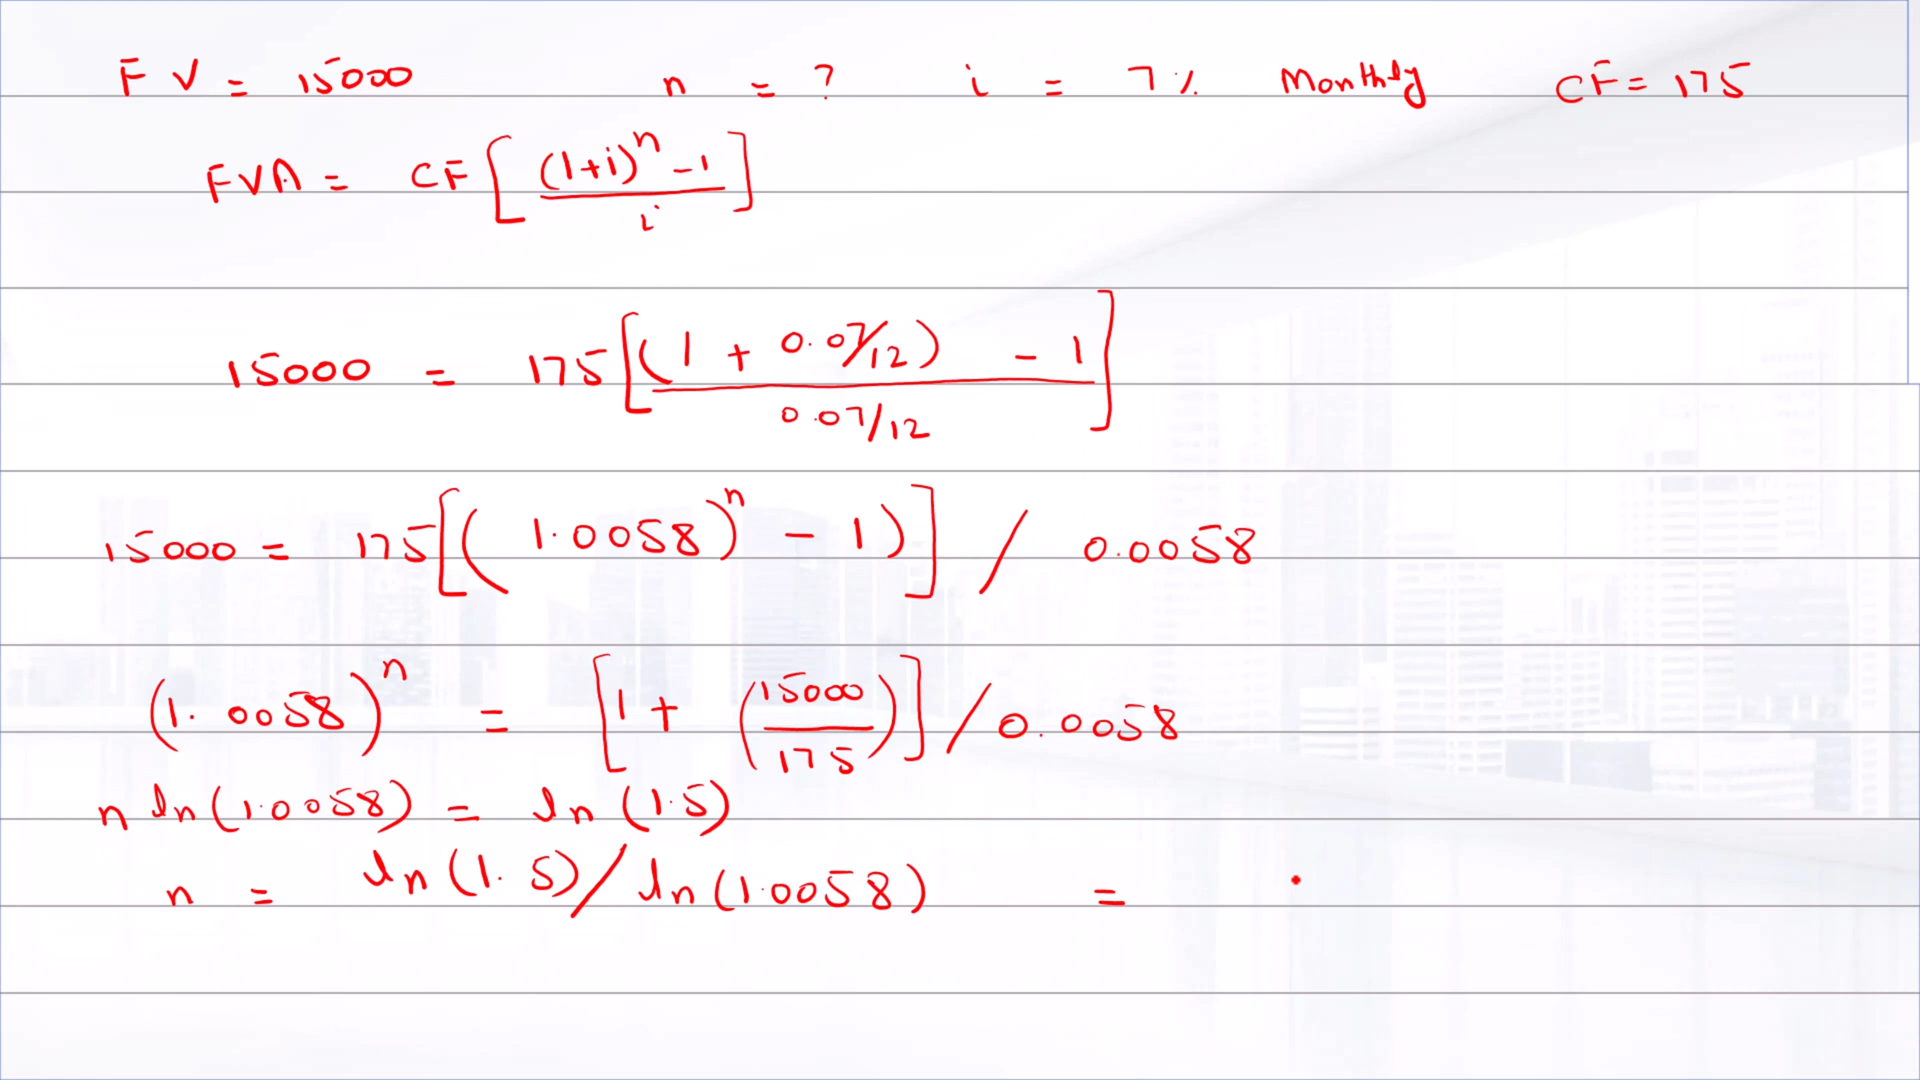 FV = 15000 n = ? i = 7% Monthly CF = 175
FVA = CF [ (1+i)^n - 1 / i ]
15000 = 175 [ (1 + 0.07/12) - 1 / 0.07/12 ]
15000 = 175 [ ( 1.0058 )^n - 1 ) ] / 0.0058
(1.0058)^n = [ 1 + (15000 / 175) ] / 0.0058
n ln (1.0058) = ln (1.5)
n = ln (1.5) / ln (1.0058) =